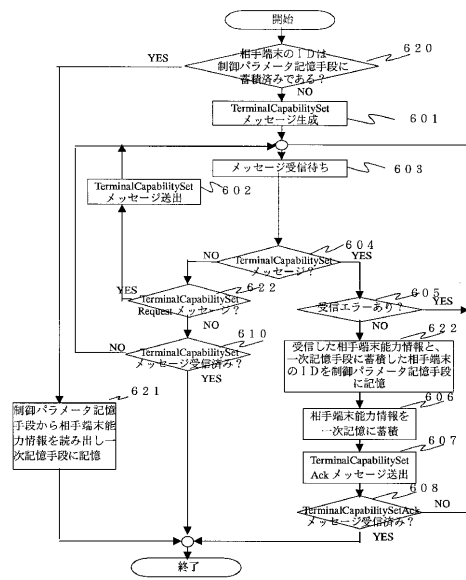 開始
相手端末のIDは
制御パラメータ記憶手段に
蓄積済みである?
620
YES
NO
TerminalCapabilitySet
メッセージ生成
601
メッセージ受信待ち
603
TerminalCapabilitySet
メッセージ送出
602
TerminalCapabilitySet
メッセージ?
604
NO
YES
TerminalCapabilitySet
Request メッセージ?
622
YES
NO
受信エラーあり?
605
YES
NO
TerminalCapabilitySet
メッセージ受信済み?
610
NO
YES
受信した相手端末能力情報と、
一次記憶手段に蓄積した相手端末
のIDを制御パラメータ記憶手段
に記憶
622
制御パラメータ記憶
手段から相手端末能
力情報を読み出し一
次記憶手段に記憶
621
相手端末能力情報を
一次記憶に蓄積
606
TerminalCapabilitySet
Ack メッセージ送出
607
TerminalCapabilitySetAck
メッセージ受信済み?
608
NO
YES
終了